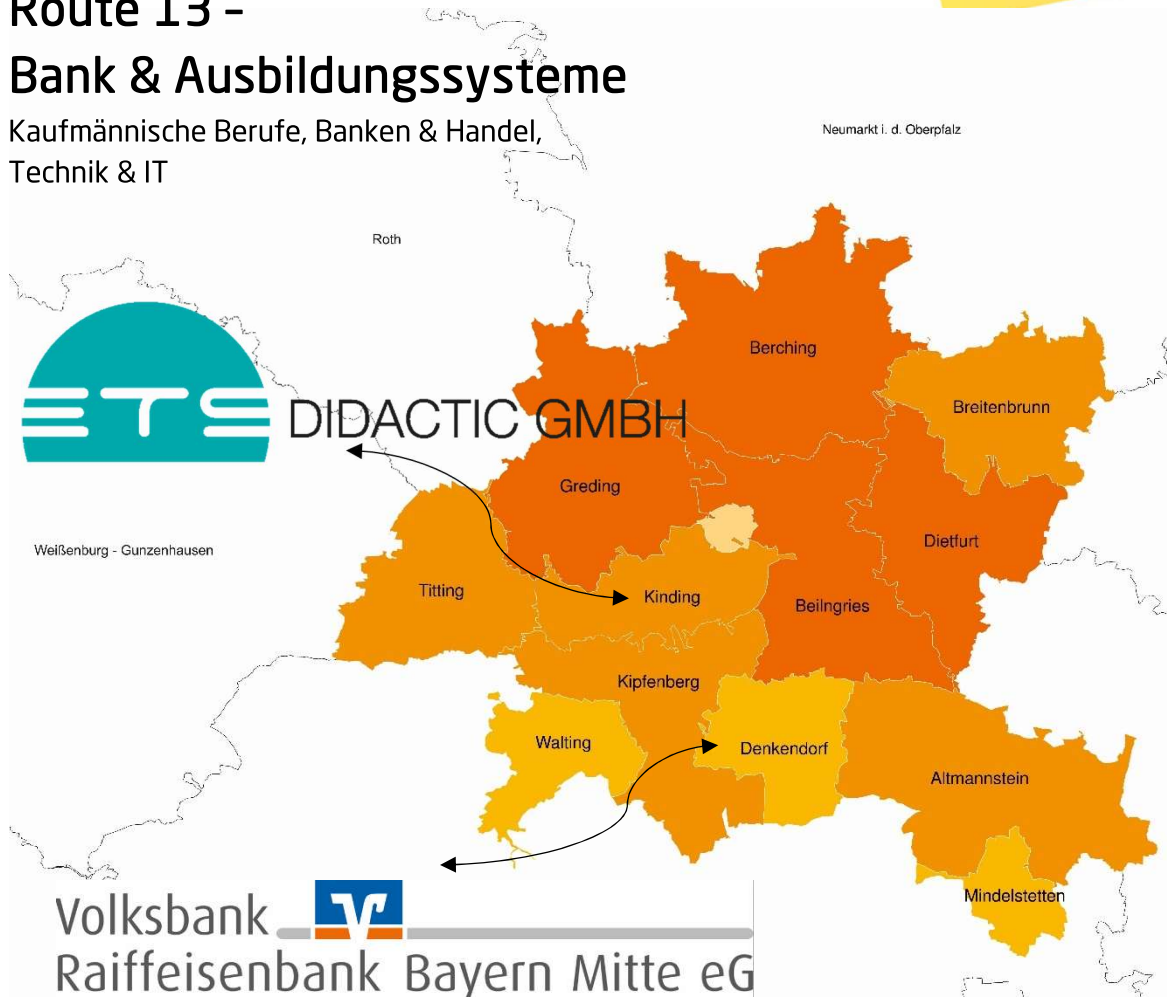 Route 13 –
Bank & Ausbildungssysteme
Kaufmännische Berufe, Banken & Handel,
Technik & IT
Neumarkt i. d. Oberpfalz
Roth
Berching
Breitenbrunn
ETS DIDACTIC GMBH
Greding
Dietfurt
Weißenburg - Gunzenhausen
Titting
Kinding
Beilngries
Kipfenberg
Walting
Denkendorf
Altmannstein
Mindelstetten
Volksbank
Raiffeisenbank Bayern Mitte eG